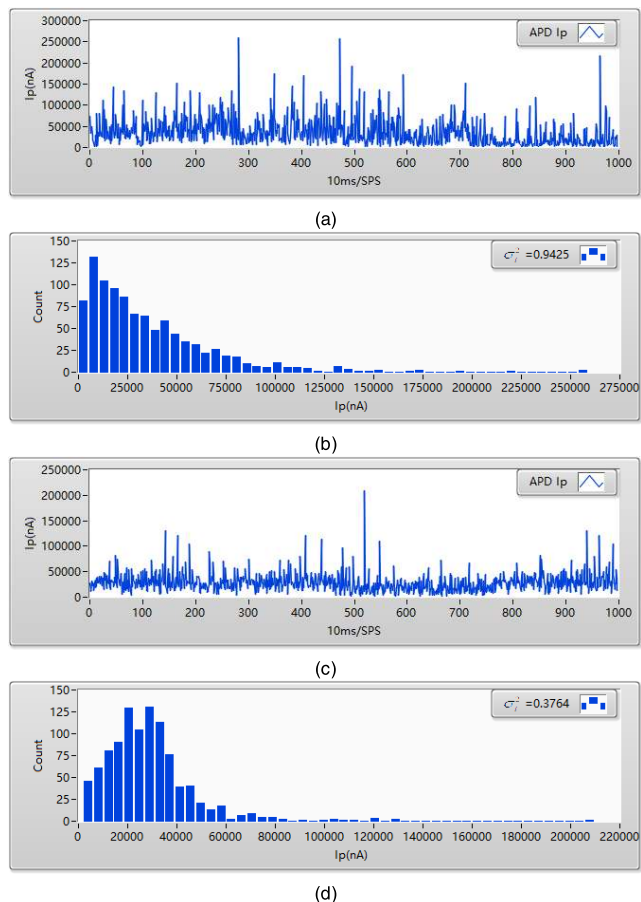 APD Ip
Ip(nA)
300000
250000
200000
150000
100000
50000
0
0 100 200 300 400 500 600 700 800 900 1000
10ms/SPS
(a)
σ_I^2 =0.9425
Count
150
125
100
75
50
25
0
0 25000 50000 75000 100000 125000 150000 175000 200000 225000 250000 275000
Ip(nA)
(b)
APD Ip
Ip(nA)
250000
200000
150000
100000
50000
0
0 100 200 300 400 500 600 700 800 900 1000
10ms/SPS
(c)
σ_I^2 =0.3764
Count
150
125
100
75
50
25
0
0 20000 40000 60000 80000 100000 120000 140000 160000 180000 200000 220000
Ip(nA)
(d)